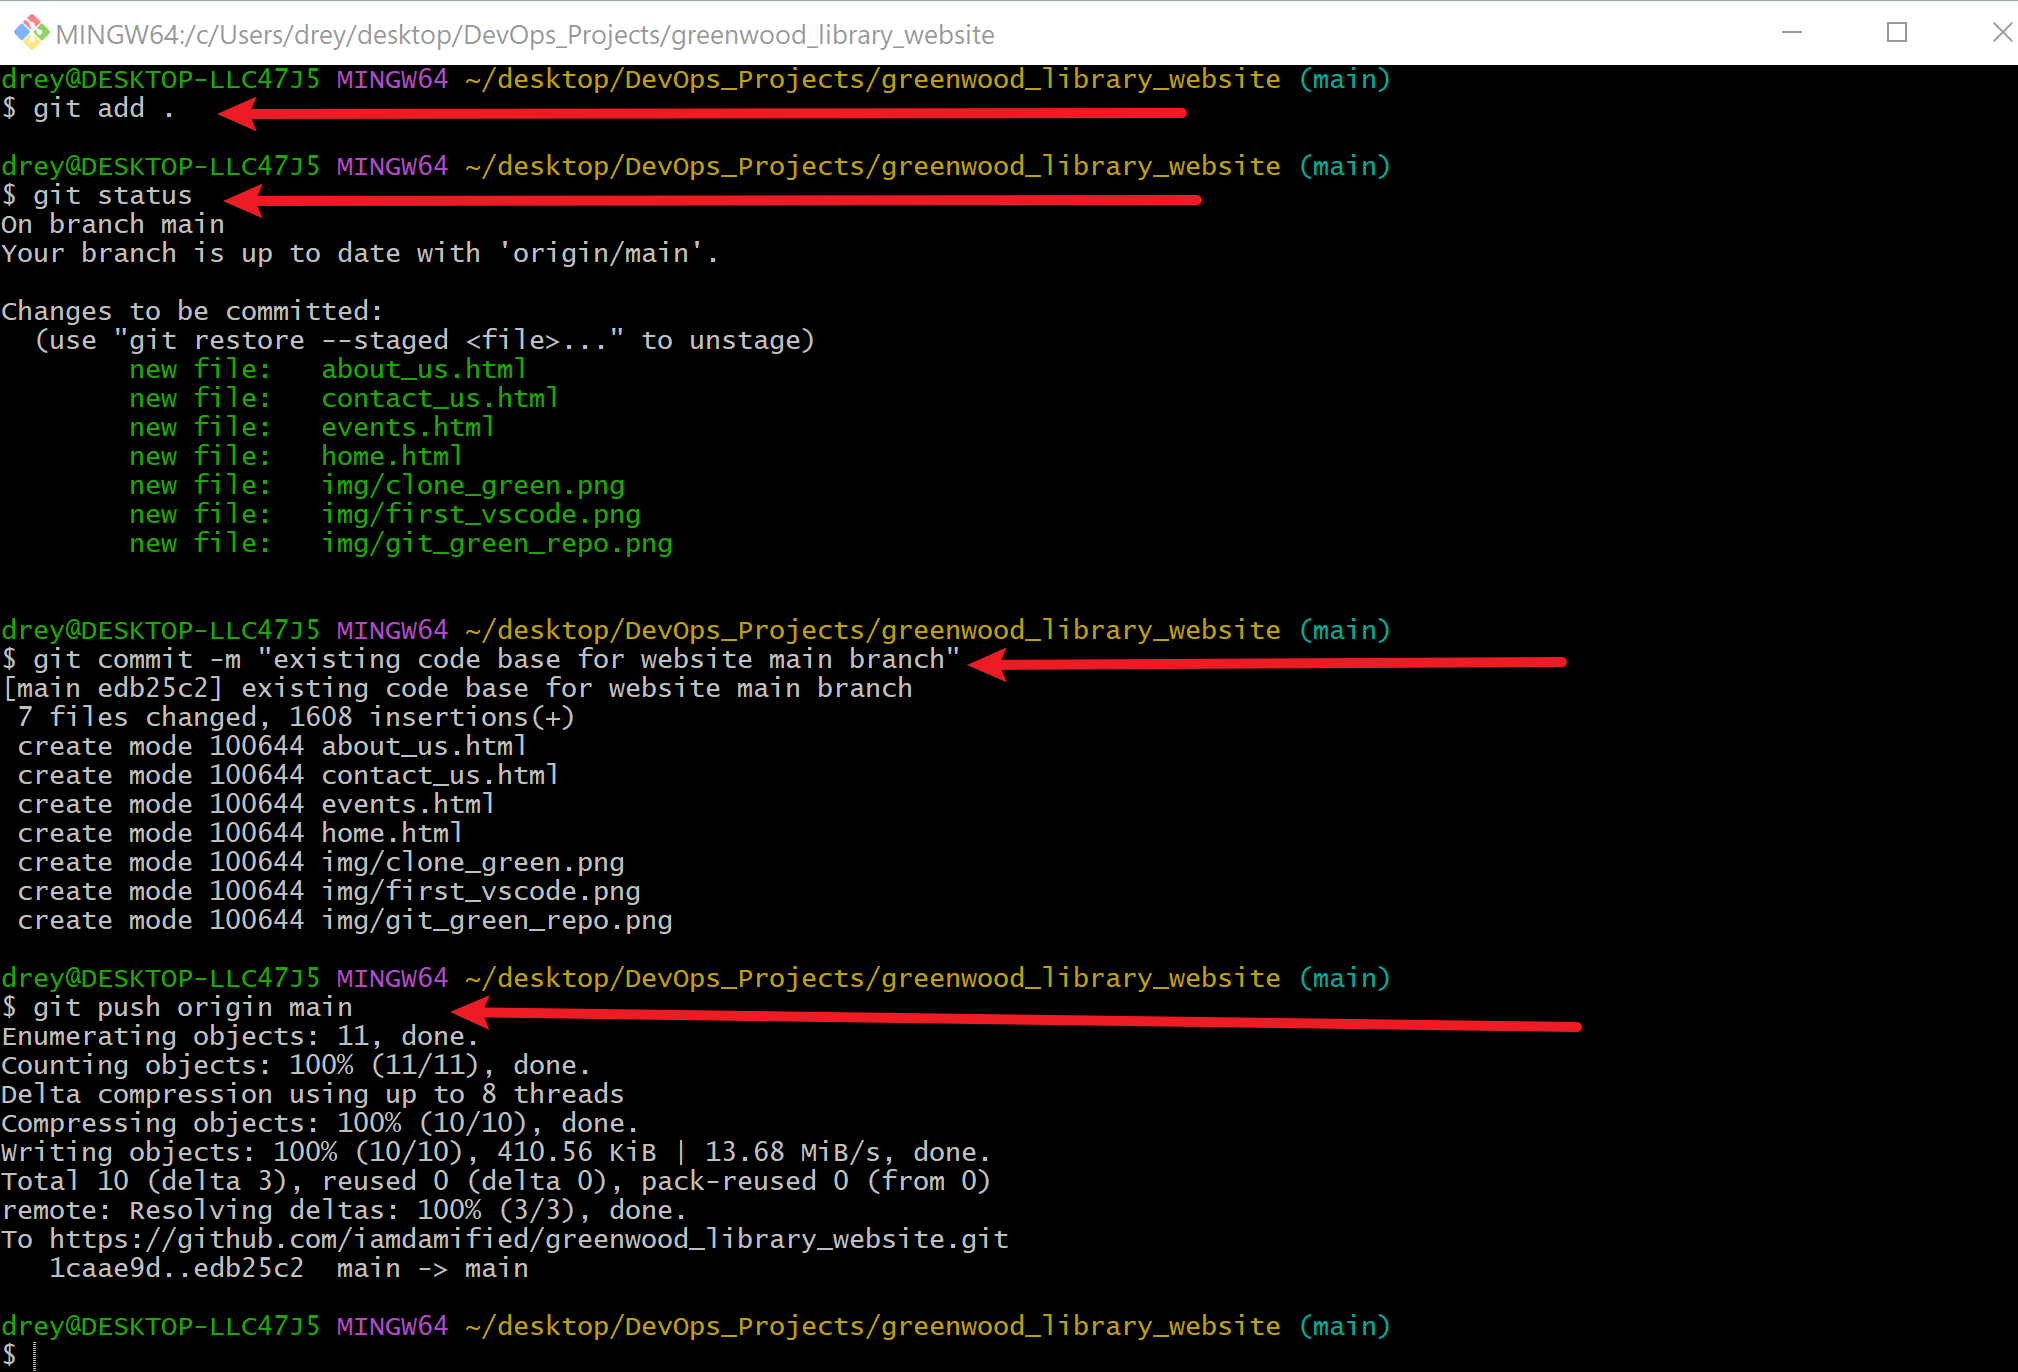 MINGW64:/c/Users/drey/desktop/DevOps_Projects/greenwood_library_website
drey@DESKTOP-LLC47J5 MINGW64 ~/desktop/DevOps_Projects/greenwood_library_website (main)
$ git add .
drey@DESKTOP-LLC47J5 MINGW64 ~/desktop/DevOps_Projects/greenwood_library_website (main)
$ git status
On branch main
Your branch is up to date with 'origin/main'.
Changes to be committed:
  (use "git restore --staged <file>..." to unstage)
        new file:   about_us.html
        new file:   contact_us.html
        new file:   events.html
        new file:   home.html
        new file:   img/clone_green.png
        new file:   img/first_vscode.png
        new file:   img/git_green_repo.png
drey@DESKTOP-LLC47J5 MINGW64 ~/desktop/DevOps_Projects/greenwood_library_website (main)
$ git commit -m "existing code base for website main branch"
[main edb25c2] existing code base for website main branch
 7 files changed, 1608 insertions(+)
 create mode 100644 about_us.html
 create mode 100644 contact_us.html
 create mode 100644 events.html
 create mode 100644 home.html
 create mode 100644 img/clone_green.png
 create mode 100644 img/first_vscode.png
 create mode 100644 img/git_green_repo.png
drey@DESKTOP-LLC47J5 MINGW64 ~/desktop/DevOps_Projects/greenwood_library_website (main)
$ git push origin main
Enumerating objects: 11, done.
Counting objects: 100% (11/11), done.
Delta compression using up to 8 threads
Compressing objects: 100% (10/10), done.
Writing objects: 100% (10/10), 410.56 KiB | 13.68 MiB/s, done.
Total 10 (delta 3), reused 0 (delta 0), pack-reused 0 (from 0)
remote: Resolving deltas: 100% (3/3), done.
To https://github.com/iamdamified/greenwood_library_website.git
   1caae9d..edb25c2  main -> main
drey@DESKTOP-LLC47J5 MINGW64 ~/desktop/DevOps_Projects/greenwood_library_website (main)
$